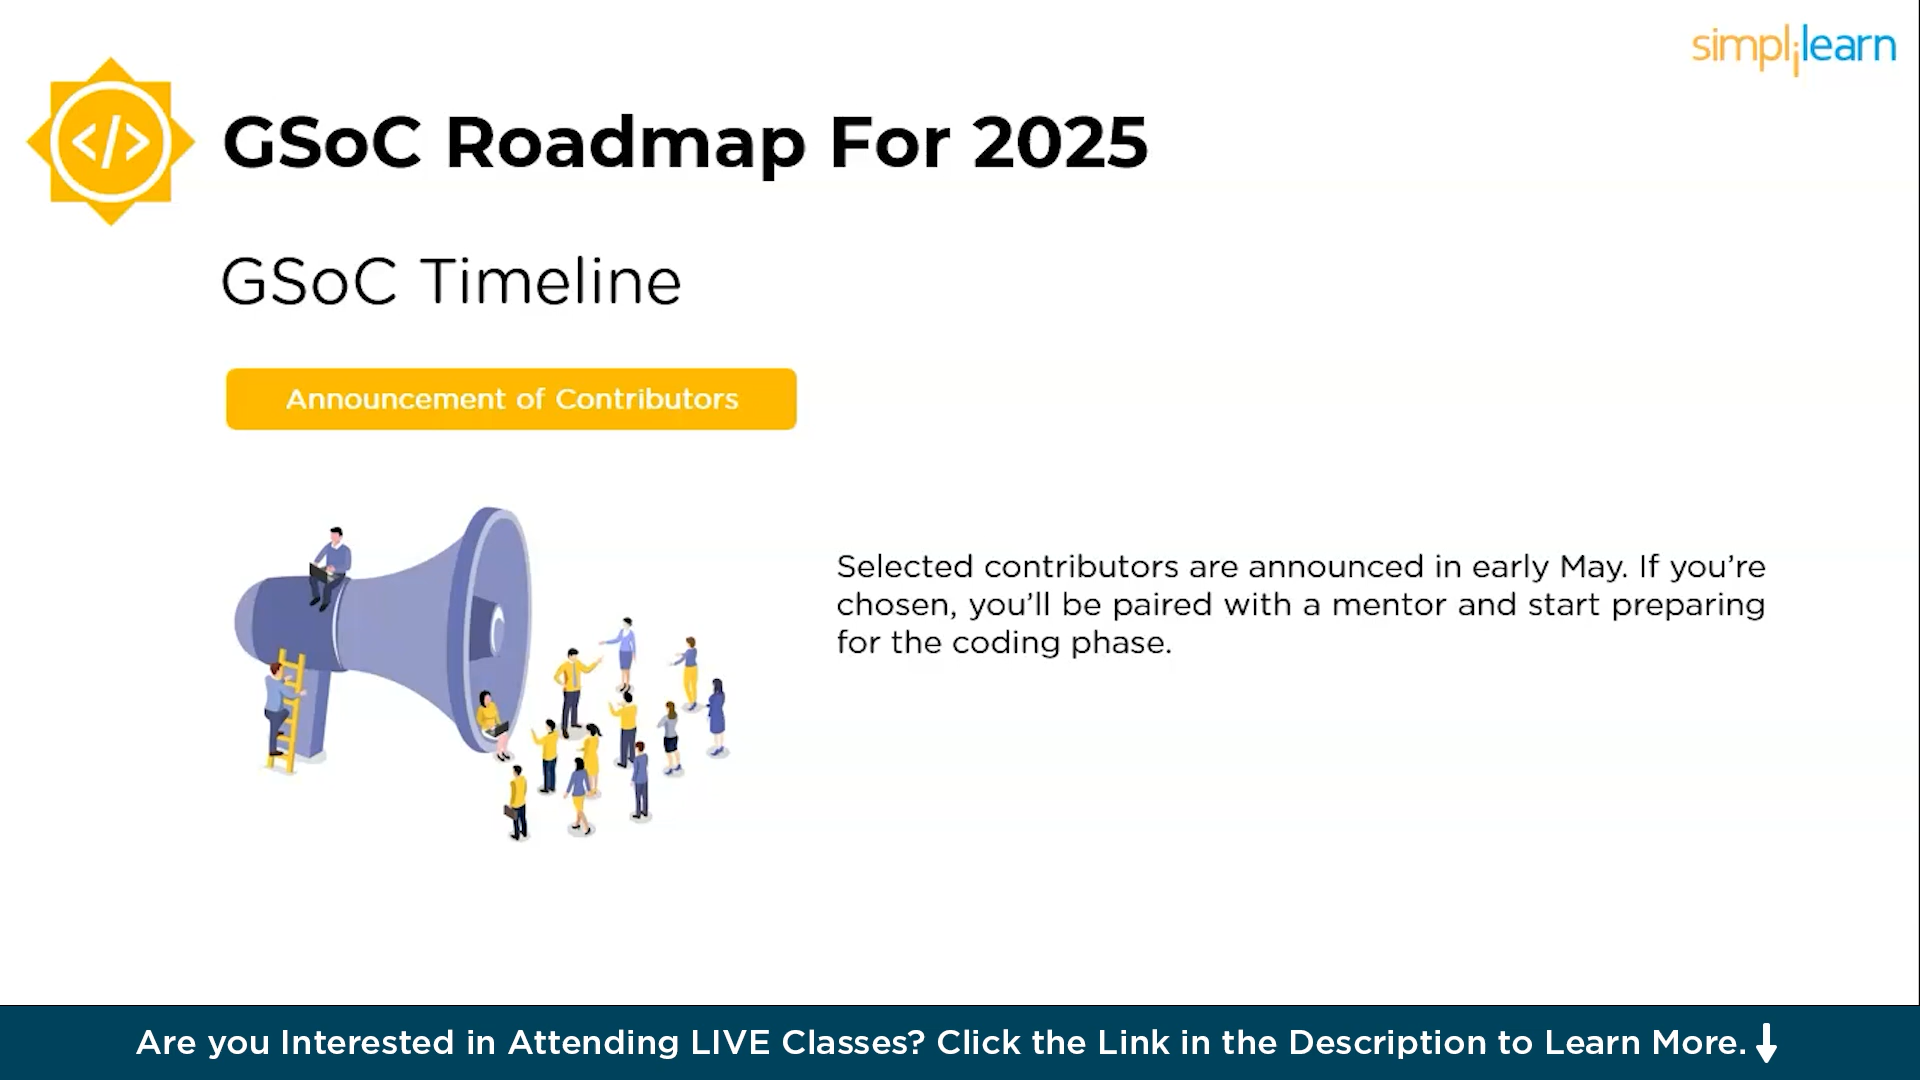 simplilearn
</>
GSoC Roadmap For 2025
GSoC Timeline
Announcement of Contributors
Selected contributors are announced in early May. If you're
chosen, you'll be paired with a mentor and start preparing
for the coding phase.
Are you Interested in Attending LIVE Classes? Click the Link in the Description to Learn More.